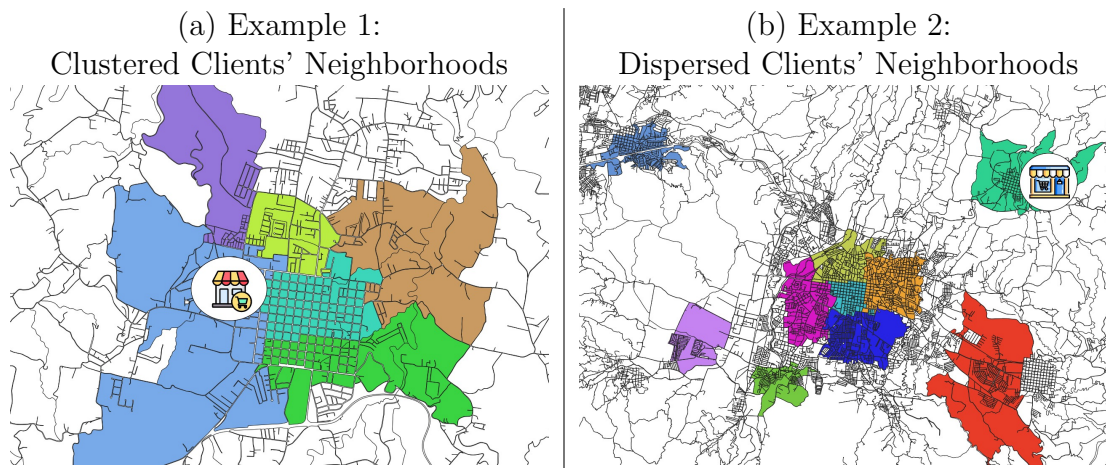 (a) Example 1:
Clustered Clients' Neighborhoods
(b) Example 2:
Dispersed Clients' Neighborhoods